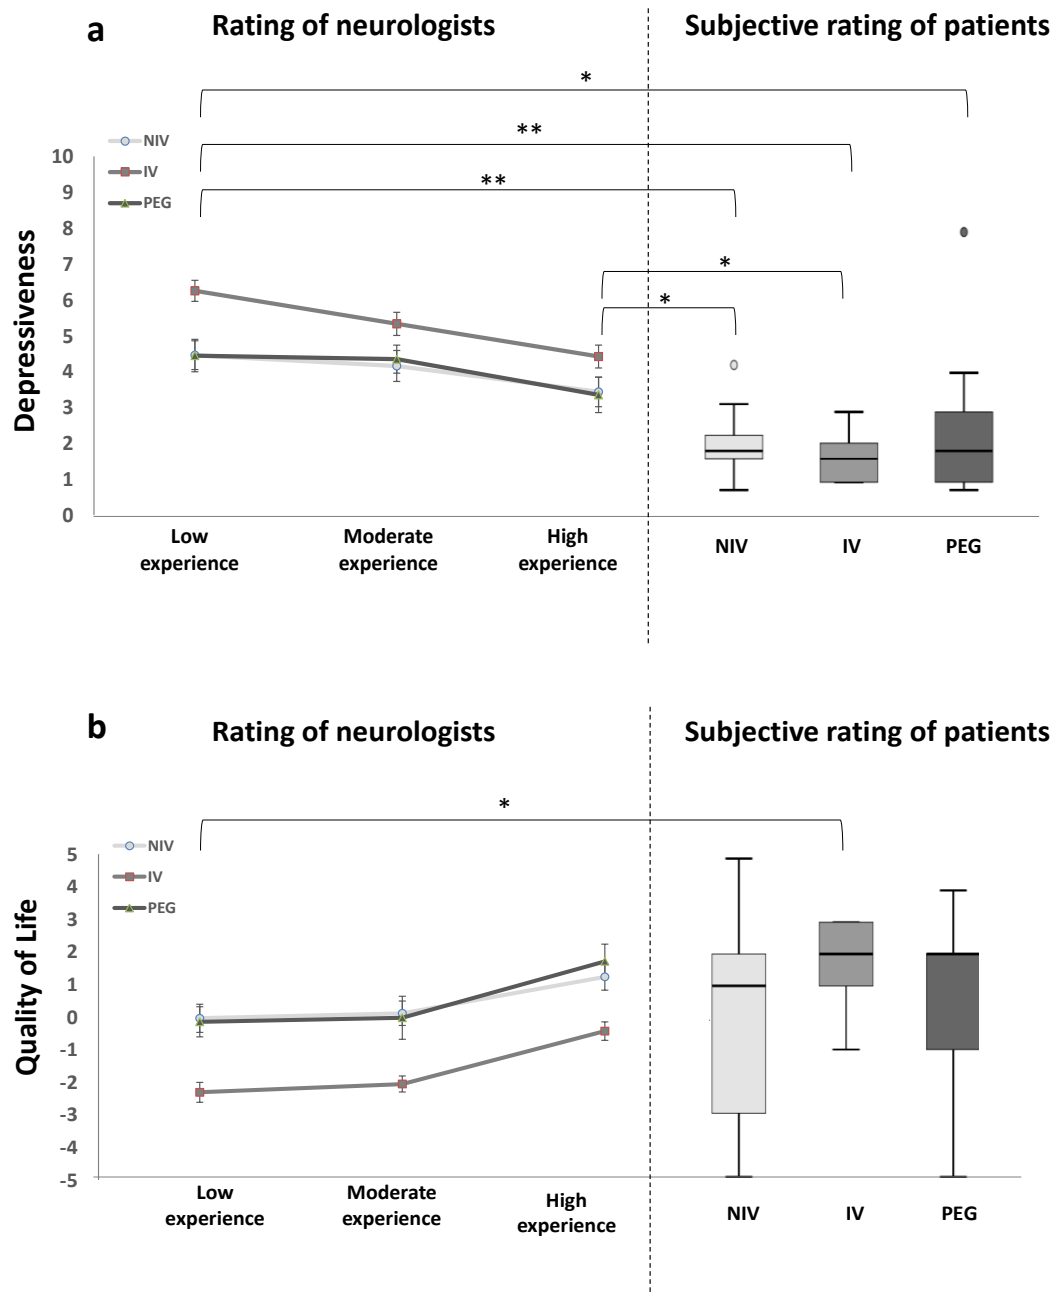 a
Rating of neurologists
Subjective rating of patients
*
**
**
*
*
NIV
IV
PEG
Depressiveness
10
9
8
7
6
5
4
3
2
1
0
Low
experience
Moderate
experience
High
experience
NIV
IV
PEG
b
Rating of neurologists
Subjective rating of patients
*
NIV
IV
PEG
Quality of Life
5
4
3
2
1
0
-1
-2
-3
-4
-5
Low
experience
Moderate
experience
High
experience
NIV
IV
PEG